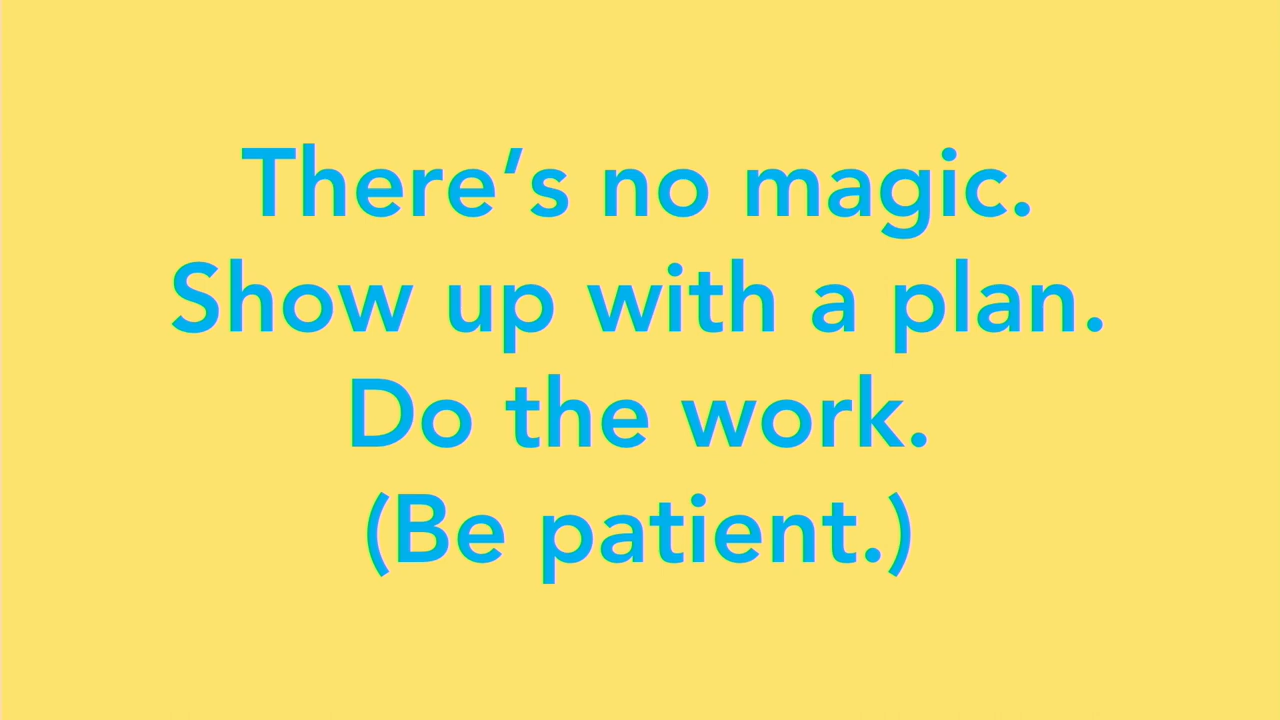 There’s no magic.
Show up with a plan.
Do the work.
(Be patient.)